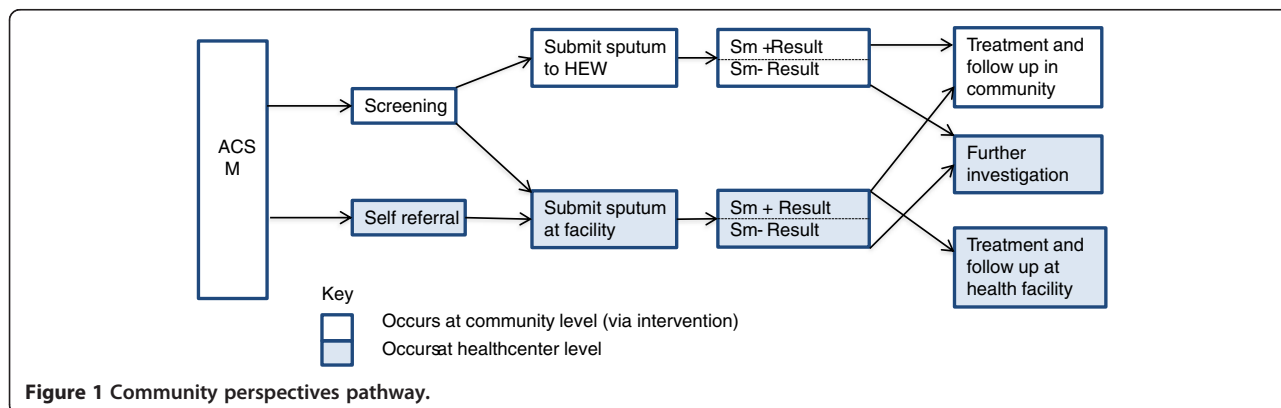 ACS
M
Screening
Self referral
Submit sputum
to HEW
Submit sputum
at facility
Sm +Result
Sm- Result
Sm + Result
Sm- Result
Treatment and
follow up in
community
Further
investigation
Treatment and
follow up at
health facility
Key
Occurs at community level (via intervention)
Occursat healthcenter level
Figure 1 Community perspectives pathway.